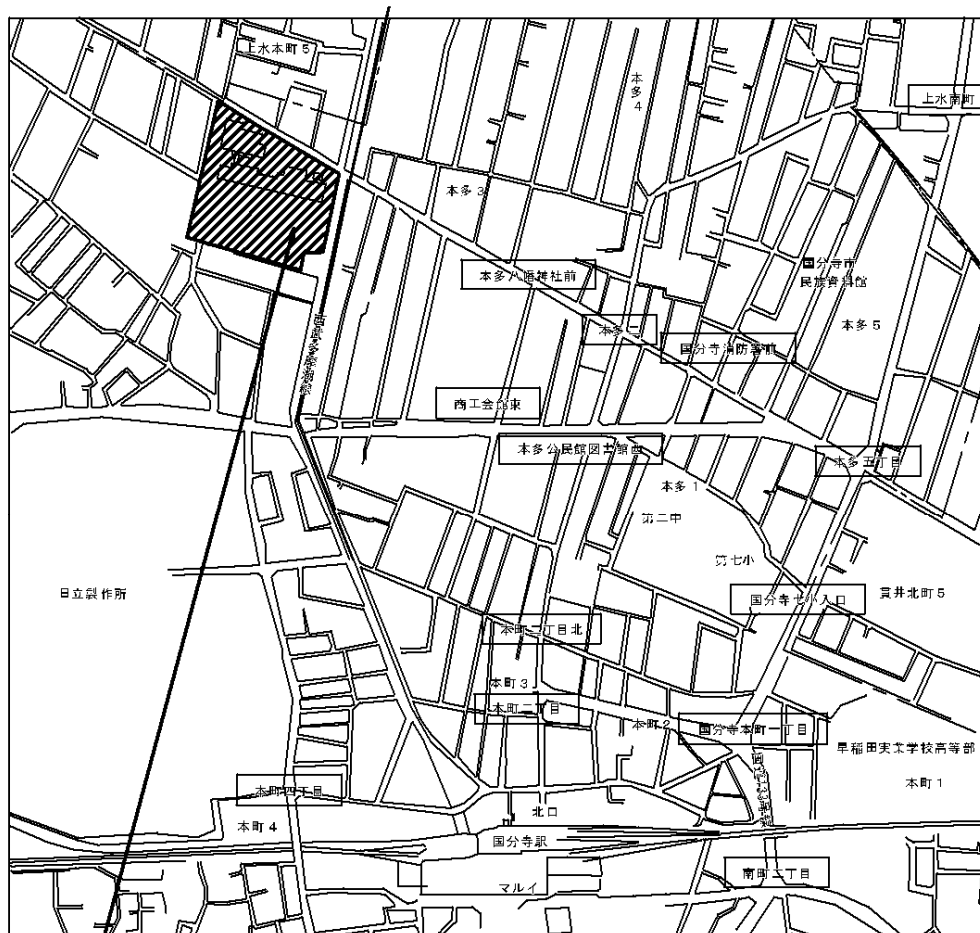 上水本町5
本多4
上水南町
本多3
本多八幡神社前
国分寺市
民族資料館
本多二
本多5
国分寺消防署前
西武多摩湖線
商工会館東
本多公民館図書館西
本多五丁目
本多1
第二中
第七小
日立製作所
国分寺七小入口
貫井北町5
本町二丁目北
本町3
本町二丁目
本町2
国分寺本町一丁目
早稲田実業学校高等部
本町1
本町四丁目
北口
本町4
国分寺駅
マルイ
南町二丁目